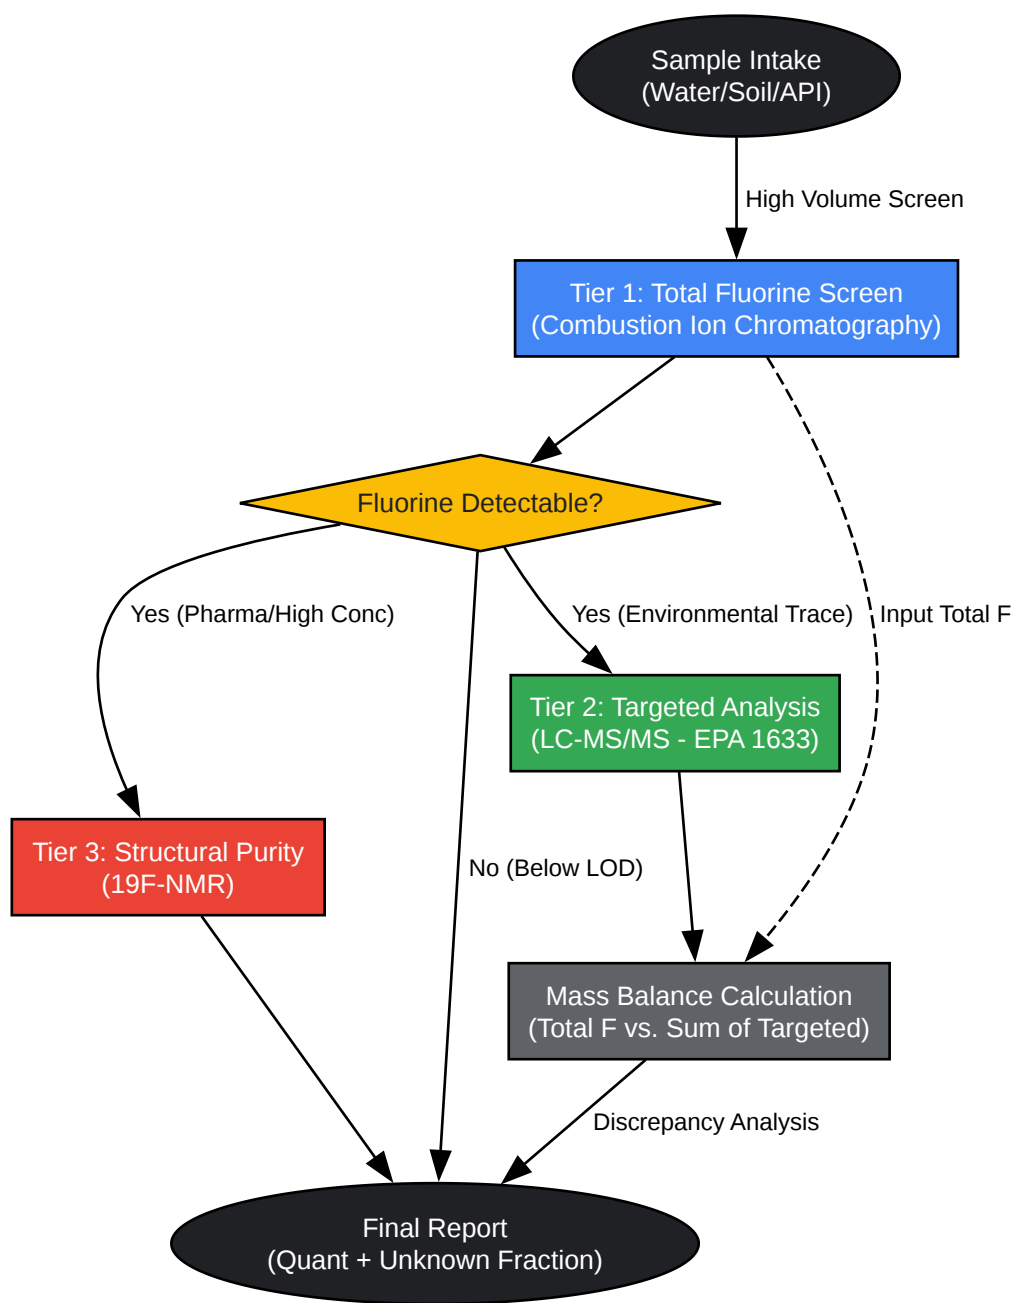 Sample Intake
(Water/Soil/API)
High Volume Screen
Tier 1: Total Fluorine Screen
(Combustion Ion Chromatography)
Fluorine Detectable?
Yes (Pharma/High Conc)
Yes (Environmental Trace)
Input Total F
Tier 2: Targeted Analysis
(LC-MS/MS - EPA 1633)
Tier 3: Structural Purity
(19F-NMR)
No (Below LOD)
Mass Balance Calculation
(Total F vs. Sum of Targeted)
Discrepancy Analysis
Final Report
(Quant + Unknown Fraction)